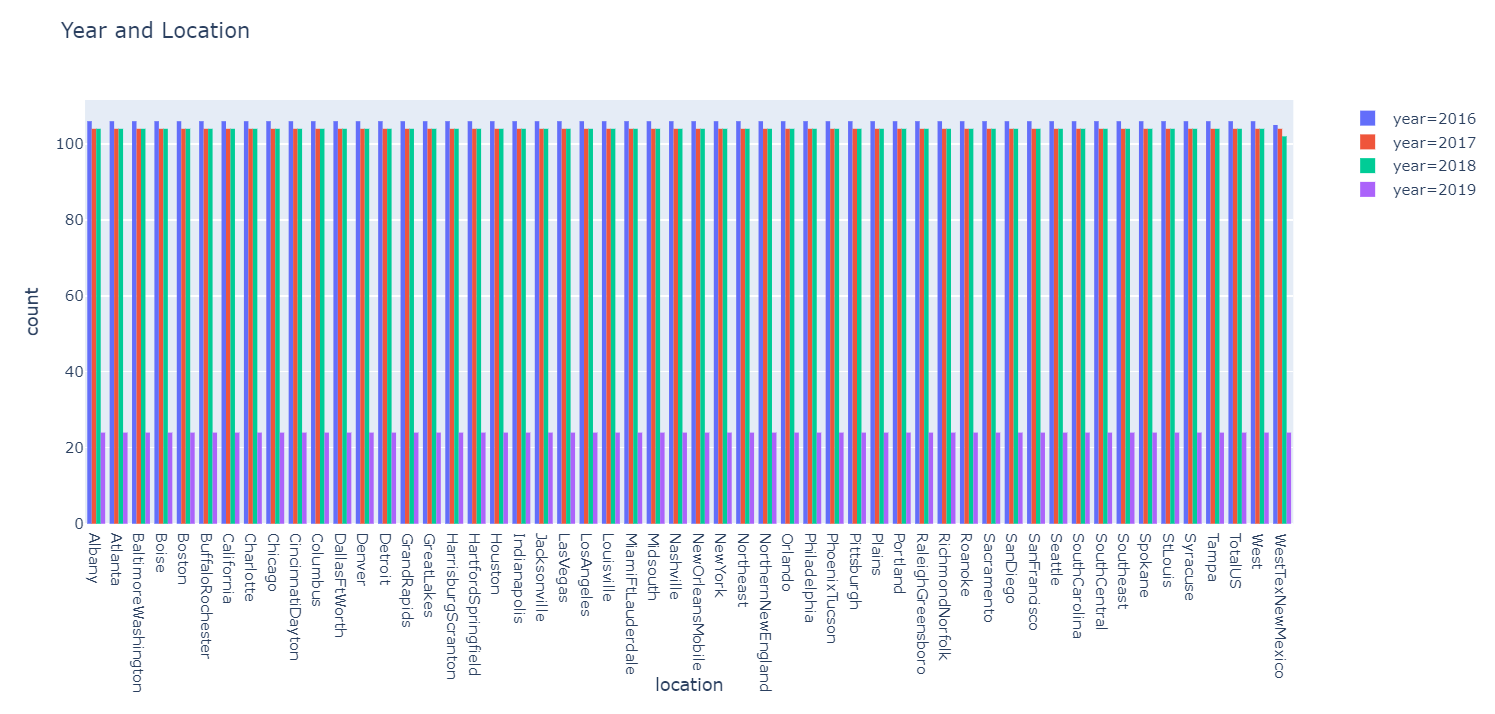 Year and Location
year=2016
year=2017
year=2018
year=2019
count
100
80
60
40
20
0
Albany
Atlanta
BaltimoreWashington
Boise
Boston
BuffaloRochester
California
Charlotte
Chicago
CincinnatiDayton
Columbus
DallasFtWorth
Denver
Detroit
GrandRapids
GreatLakes
HarrisburgScranton
HartfordSpringfield
Houston
Indianapolis
Jacksonville
LasVegas
LosAngeles
Louisville
MiamiFtLauderdale
Midsouth
Nashville
NewOrleansMobile
NewYork
Northeast
NorthernNewEngland
Orlando
Philadelphia
PhoenixTucson
Pittsburgh
Plains
Portland
RaleighGreensboro
RichmondNorfolk
Roanoke
Sacramento
SanDiego
SanFrancisco
Seattle
SouthCarolina
SouthCentral
Southeast
Spokane
StLouis
Syracuse
Tampa
TotalUS
West
WestTexNewMexico
location